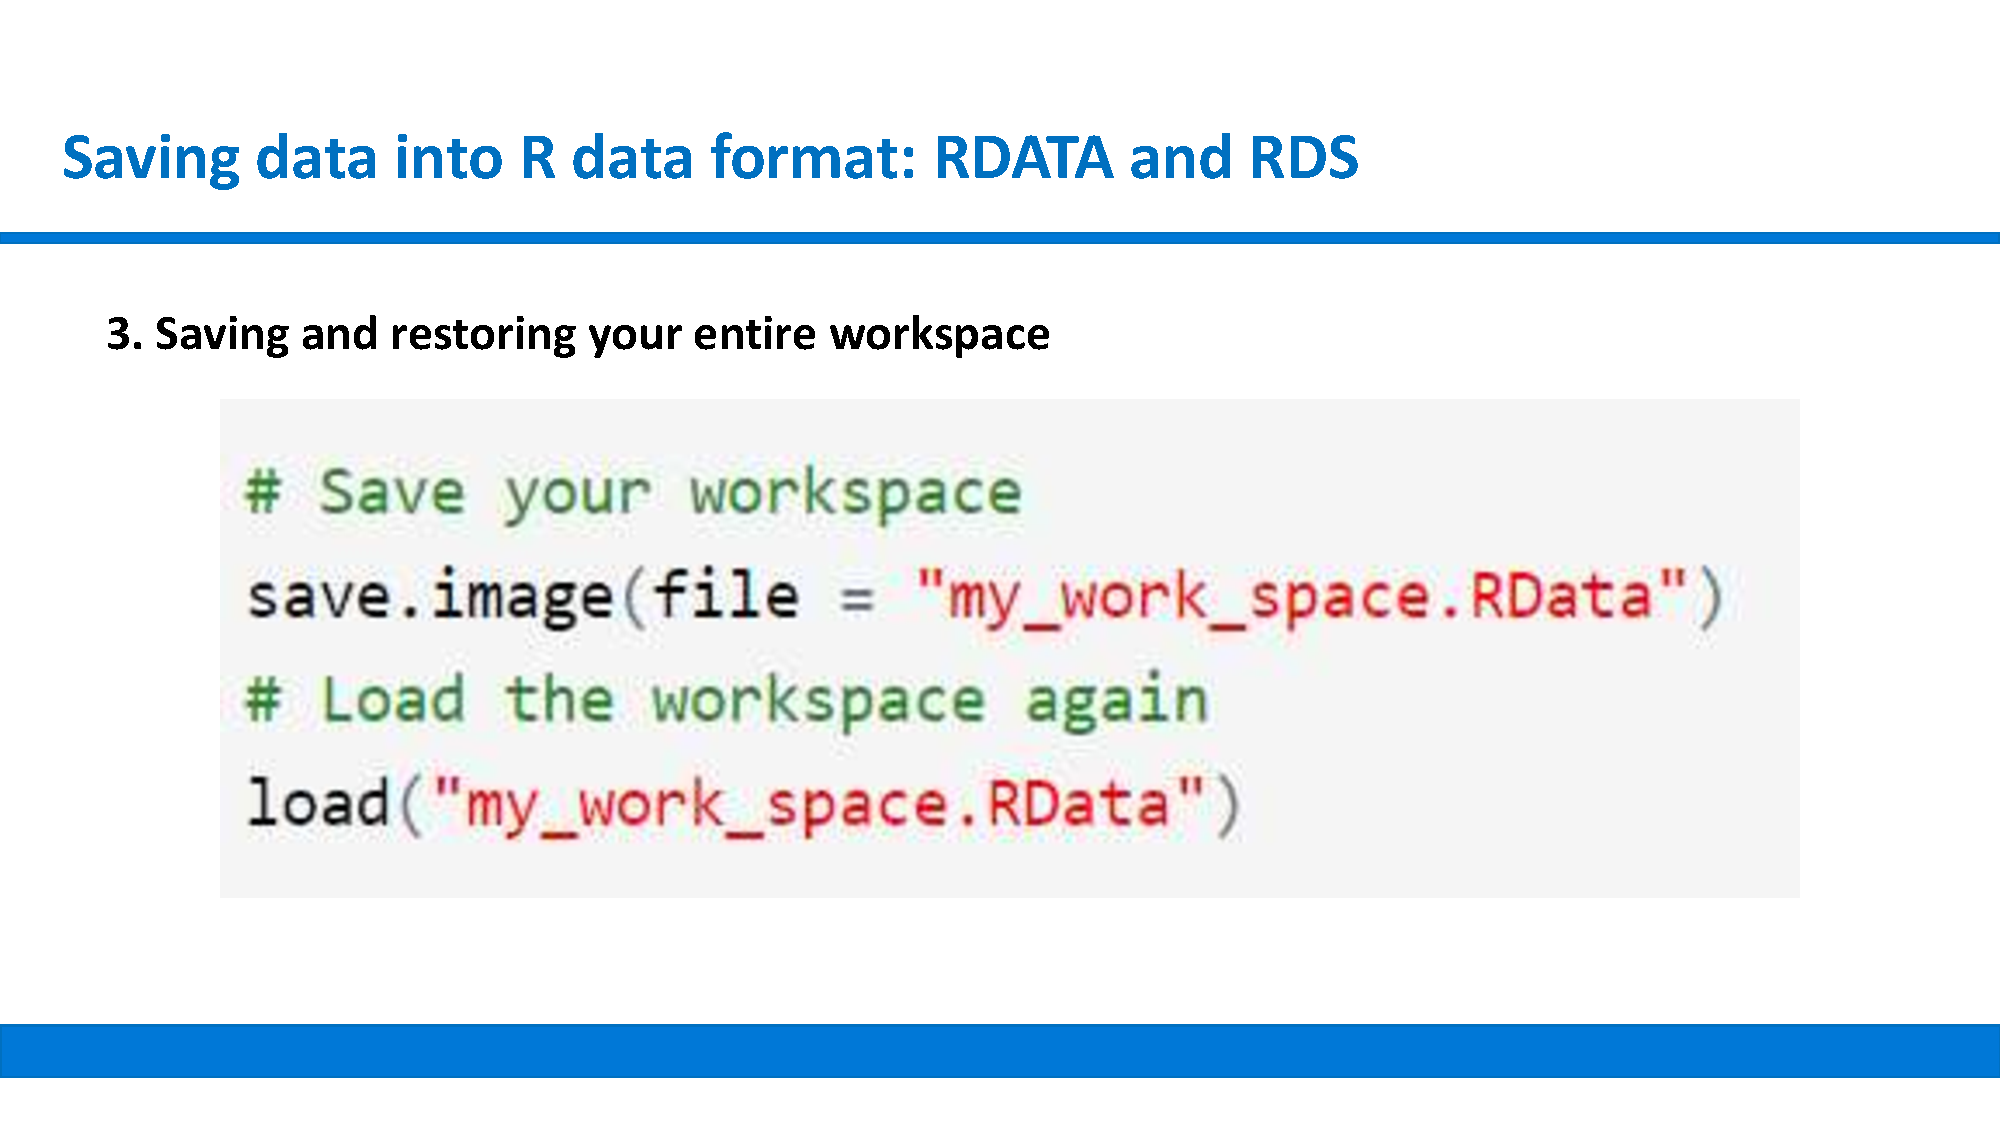 Saving data into R data format: RDATA and RDS
3. Saving and restoring your entire workspace
# Save your workspace
save.image(file = "my_work_space.RData")
# Load the workspace again
load("my_work_space.RData")